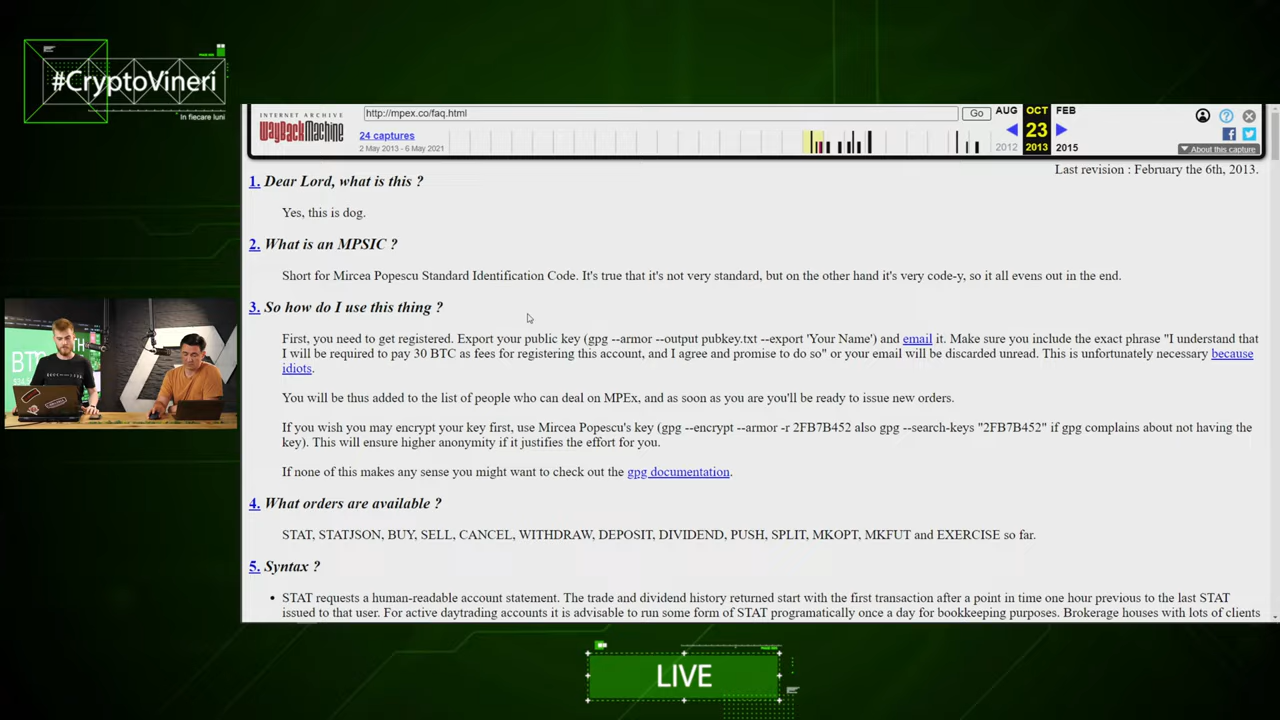 #CryptoVineri
în fiecare luni
INTERNET ARCHIVE
WayBackMachine
http://mpex.co/faq.html
Go
AUG OCT FEB
24 captures
23
2 May 2013 - 6 May 2021
2012 2013 2015
About this capture
Last revision : February the 6th, 2013.
1. Dear Lord, what is this ?
Yes, this is dog.
2. What is an MPSIC ?
Short for Mircea Popescu Standard Identification Code. It's true that it's not very standard, but on the other hand it's very code-y, so it all evens out in the end.
3. So how do I use this thing ?
First, you need to get registered. Export your public key (gpg --armor --output pubkey.txt --export 'Your Name') and email it. Make sure you include the exact phrase "I understand that
I will be required to pay 30 BTC as fees for registering this account, and I agree and promise to do so" or your email will be discarded unread. This is unfortunately necessary because
idiots.
You will be thus added to the list of people who can deal on MPEx, and as soon as you are you'll be ready to issue new orders.
If you wish you may encrypt your key first, use Mircea Popescu's key (gpg --encrypt --armor -r 2FB7B452 also gpg --search-keys "2FB7B452" if gpg complains about not having the
key). This will ensure higher anonymity if it justifies the effort for you.
If none of this makes any sense you might want to check out the gpg documentation.
4. What orders are available ?
STAT, STATJSON, BUY, SELL, CANCEL, WITHDRAW, DEPOSIT, DIVIDEND, PUSH, SPLIT, MKOPT, MKFUT and EXERCISE so far.
5. Syntax ?
• STAT requests a human-readable account statement. The trade and dividend history returned start with the first transaction after a point in time one hour previous to the last STAT
issued to that user. For active daytrading accounts it is advisable to run some form of STAT programatically once a day for bookkeeping purposes. Brokerage houses with lots of clients
BTC
LIVE